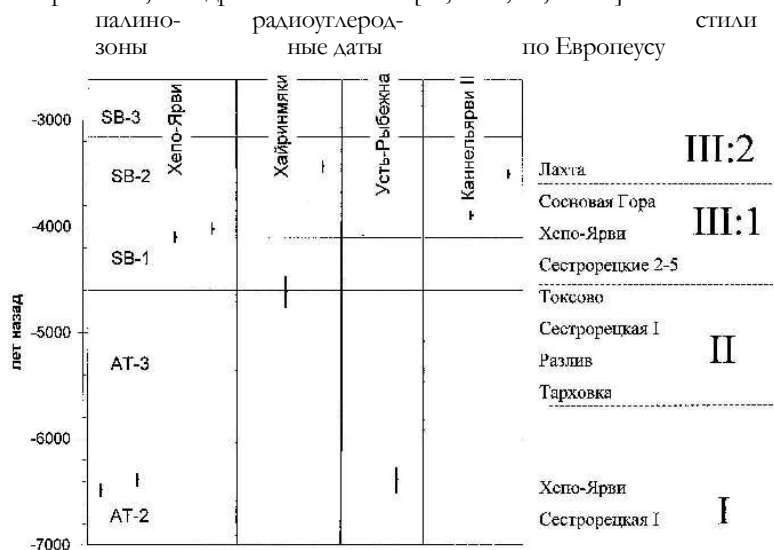 палино-
зоны
радиоуглерод-
ные даты
стили
по Европеусу
Хепо-Ярви
Хайринмяки
Усть-Рыбежна
Каннельярви II
лет назад
-3000
-4000
-5000
-6000
-7000
SB-3
SB-2
SB-1
AT-3
AT-2
Лахта
III:2
Сосновая Гора
Хепо-Ярви
Сестрорецкие 2-5
III:1
Токсово
Сестрорецкая I
Разлив
Тарховка
II
Хепо-Ярви
Сестрорецкая I
I